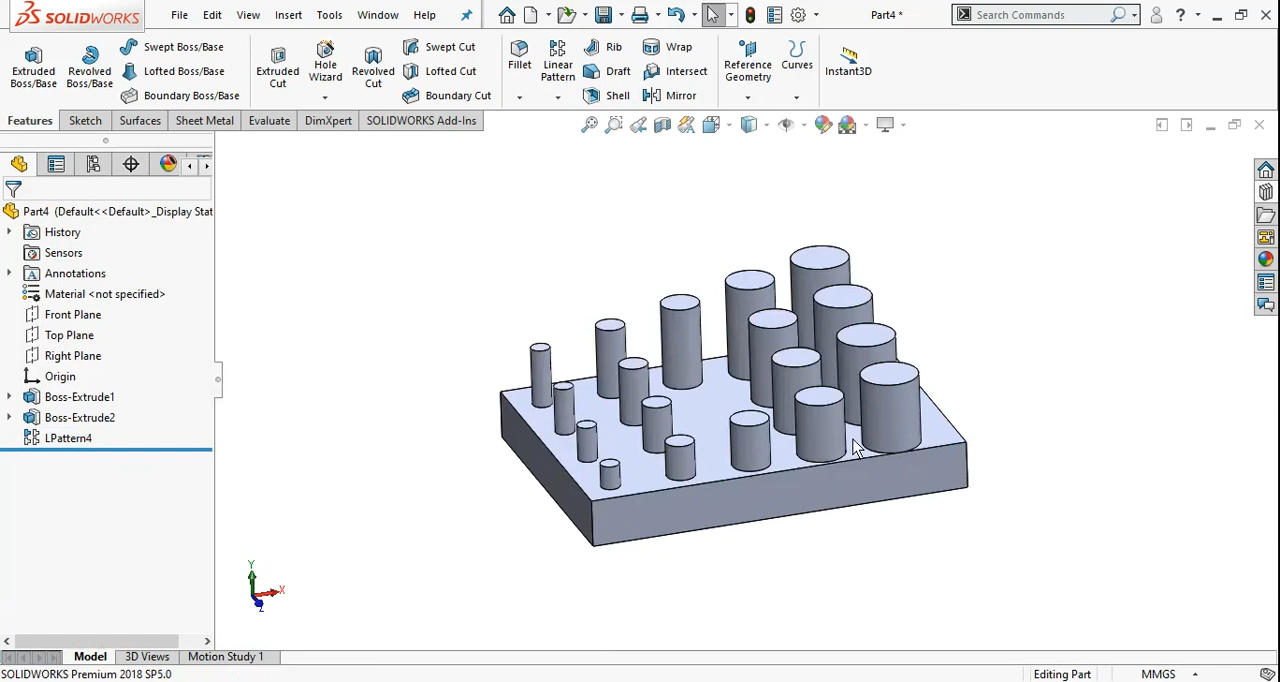 SOLIDWORKS File Edit View Insert Tools Window Help Part4 * Search Commands ?
Extruded Boss/Base
Revolved Boss/Base
Swept Boss/Base
Lofted Boss/Base
Boundary Boss/Base
Extruded Cut
Hole Wizard
Revolved Cut
Swept Cut
Lofted Cut
Boundary Cut
Fillet
Linear Pattern
Rib
Draft
Shell
Wrap
Intersect
Mirror
Reference Geometry
Curves
Instant3D
Features Sketch Surfaces Sheet Metal Evaluate DimXpert SOLIDWORKS Add-Ins
Part4 (Default<<Default>_Display Stat
History
Sensors
Annotations
Material <not specified>
Front Plane
Top Plane
Right Plane
Origin
Boss-Extrude1
Boss-Extrude2
LPattern4
Y
X
Z
Model 3D Views Motion Study 1
SOLIDWORKS Premium 2018 SP5.0 Editing Part MMGS